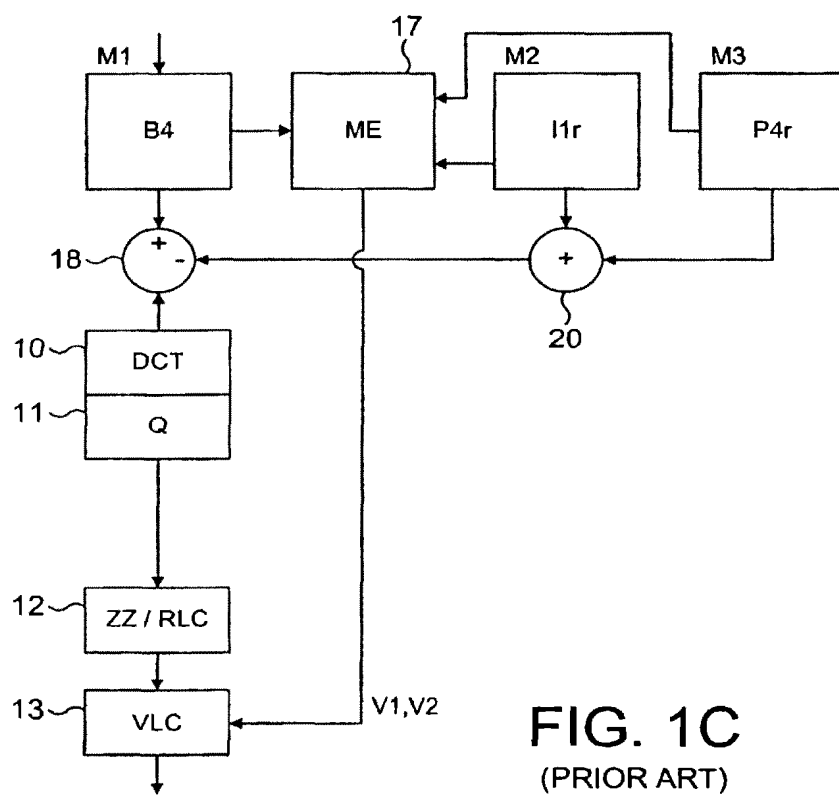 17
M1
M2
M3
B4
ME
I1r
P4r
+
-
18
+
20
10
DCT
11
Q
12
ZZ / RLC
13
VLC
V1,V2
FIG. 1C
(PRIOR ART)